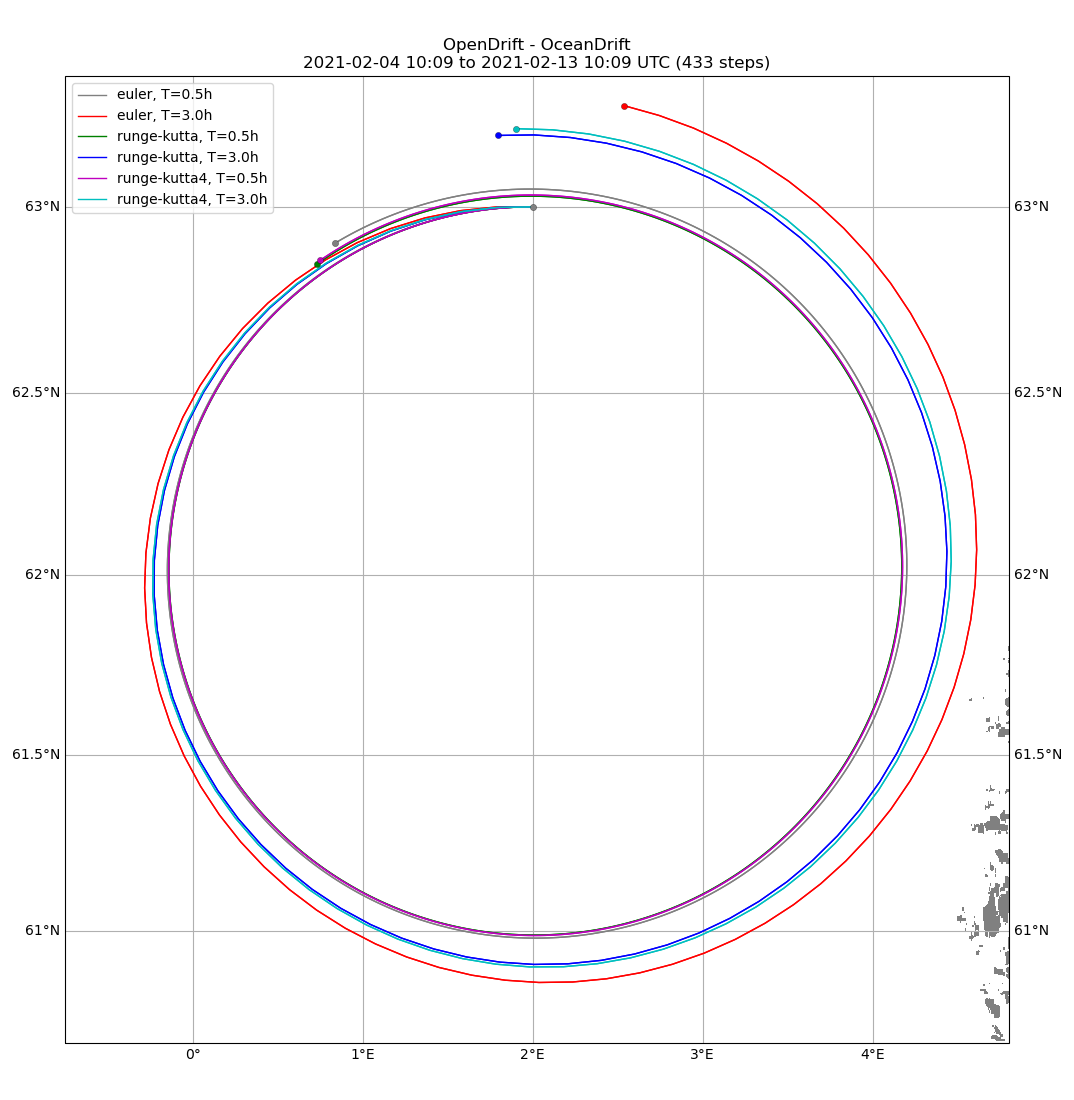 OpenDrift - OceanDrift
2021-02-04 10:09 to 2021-02-13 10:09 UTC (433 steps)
euler, T=0.5h
euler, T=3.0h
runge-kutta, T=0.5h
runge-kutta, T=3.0h
runge-kutta4, T=0.5h
runge-kutta4, T=3.0h
63°N
63°N
62.5°N
62.5°N
62°N
62°N
61.5°N
61.5°N
61°N
61°N
0°
1°E
2°E
3°E
4°E